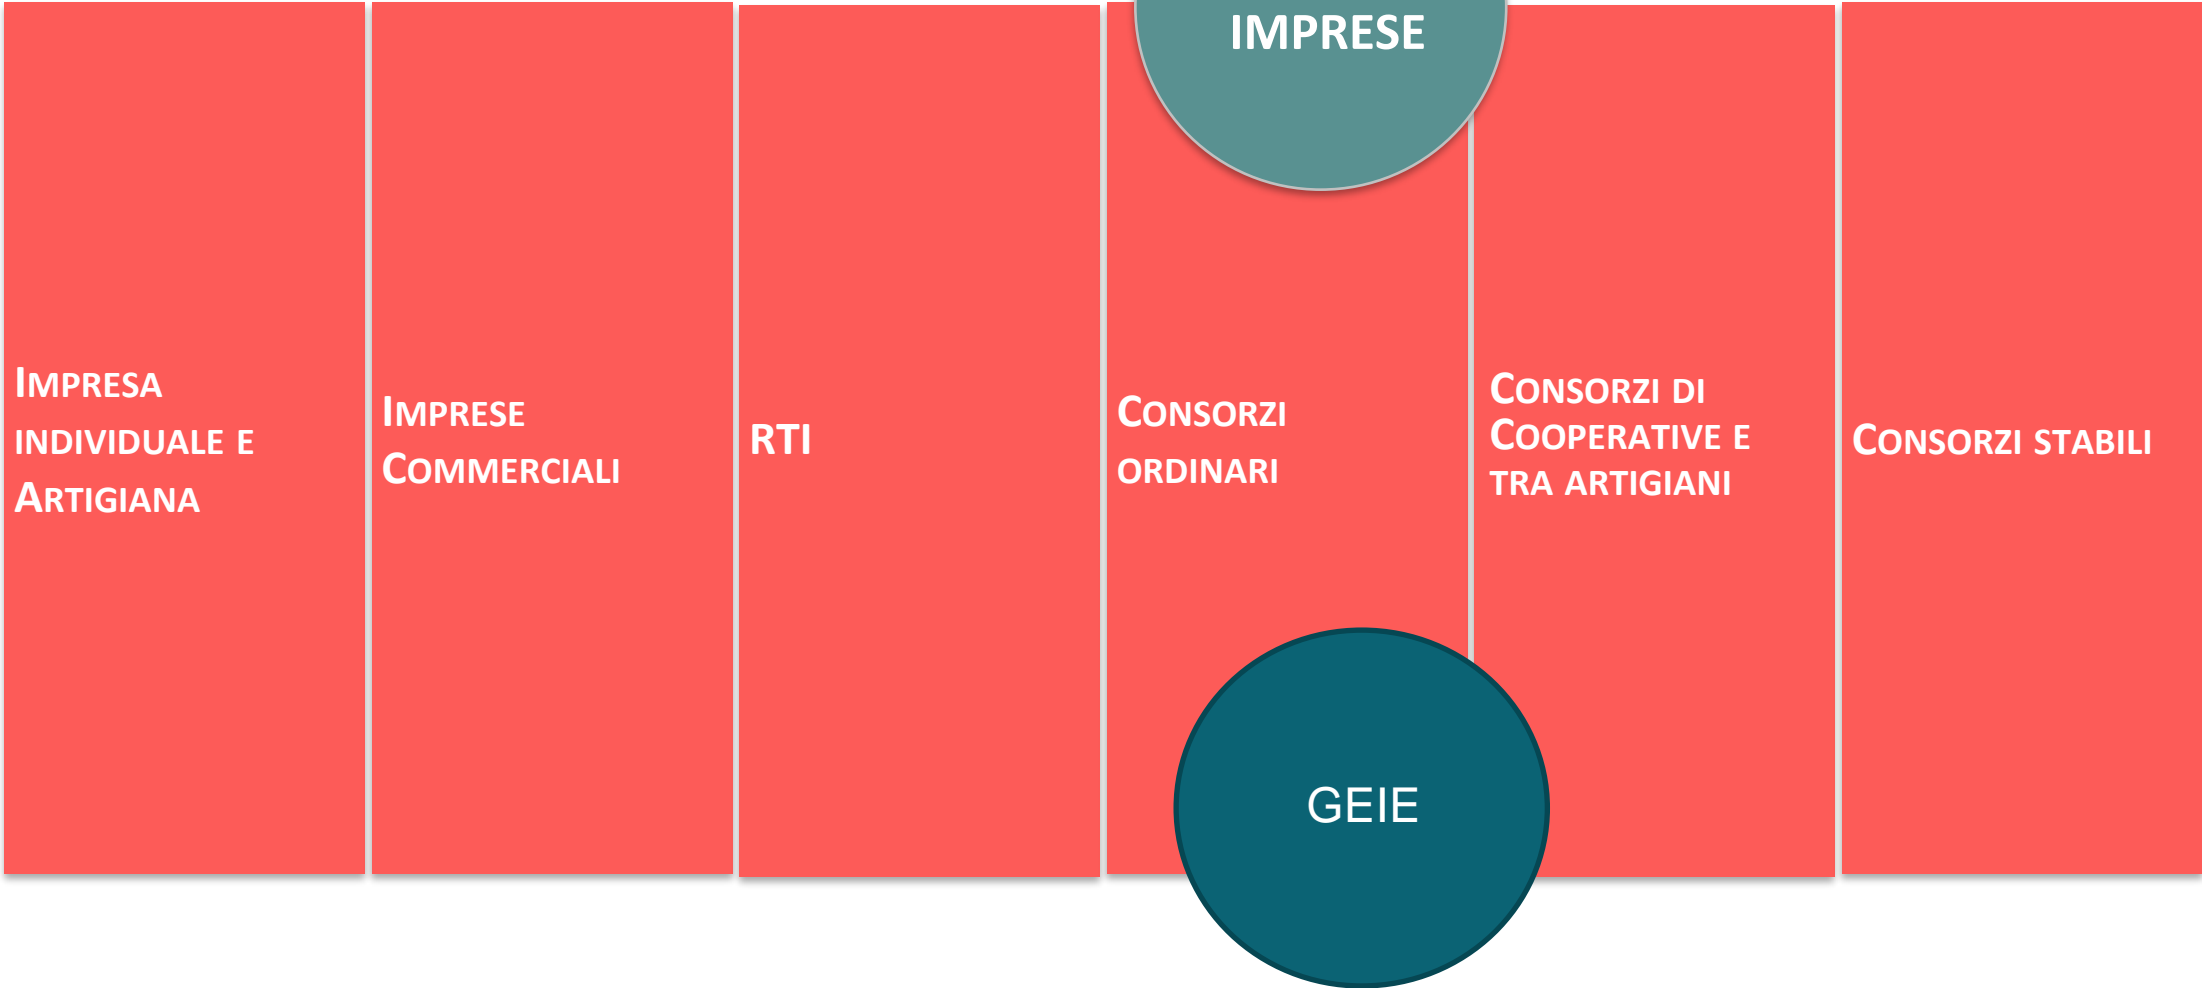 IMPRESE
IMPRESA
INDIVIDUALE E
ARTIGIANA
IMPRESE
COMMERCIALI
RTI
CONSORZI
ORDINARI
CONSORZI DI
COOPERATIVE E
TRA ARTIGIANI
CONSORZI STABILI
GEIE